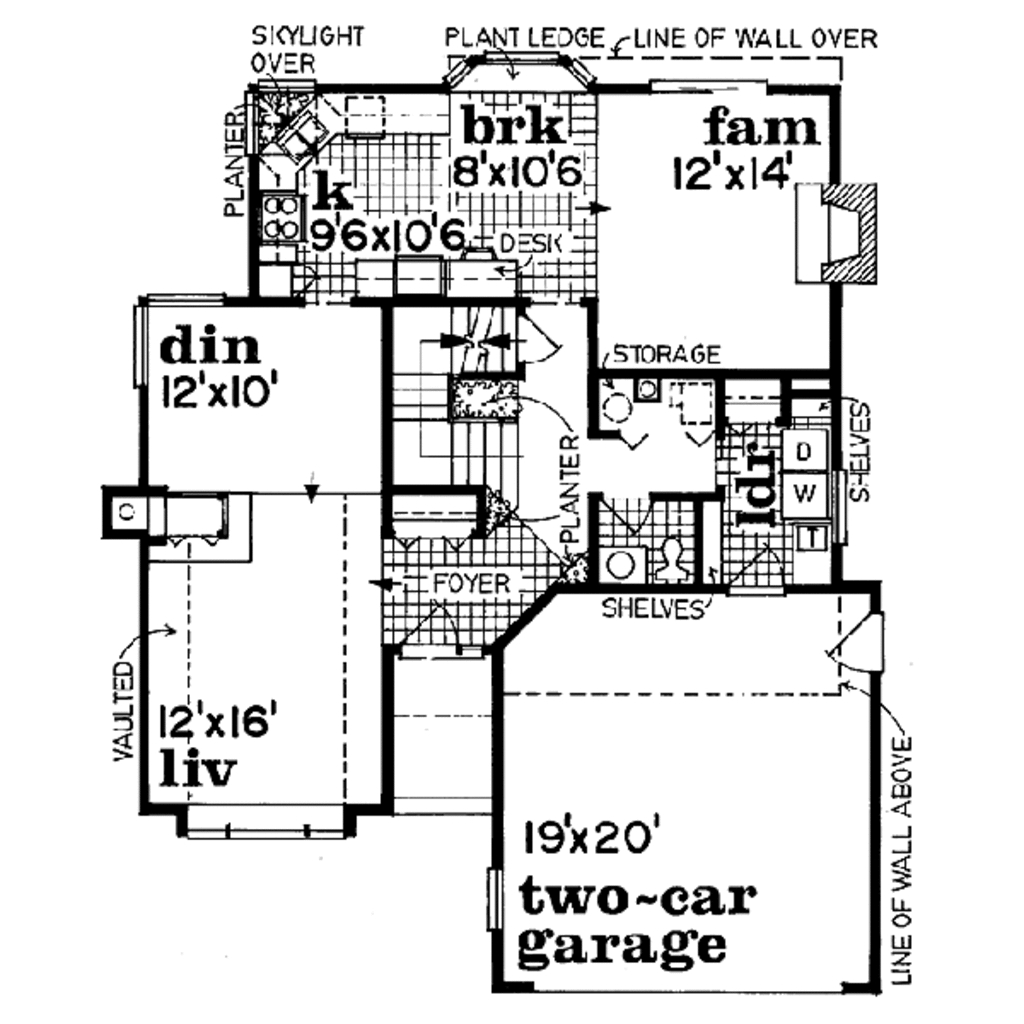 SKYLIGHT
OVER
PLANT LEDGE
LINE OF WALL OVER
PLANTER
brk
8'x10'6
fam
12'x14'
k
9'6x10'6
DESK
din
12'x10'
STORAGE
SHELVES
PLANTER
ldr
D
W
T
FOYER
SHELVES
VAULTED
12'x16'
liv
19'x20'
two~car
garage
LINE OF WALL ABOVE